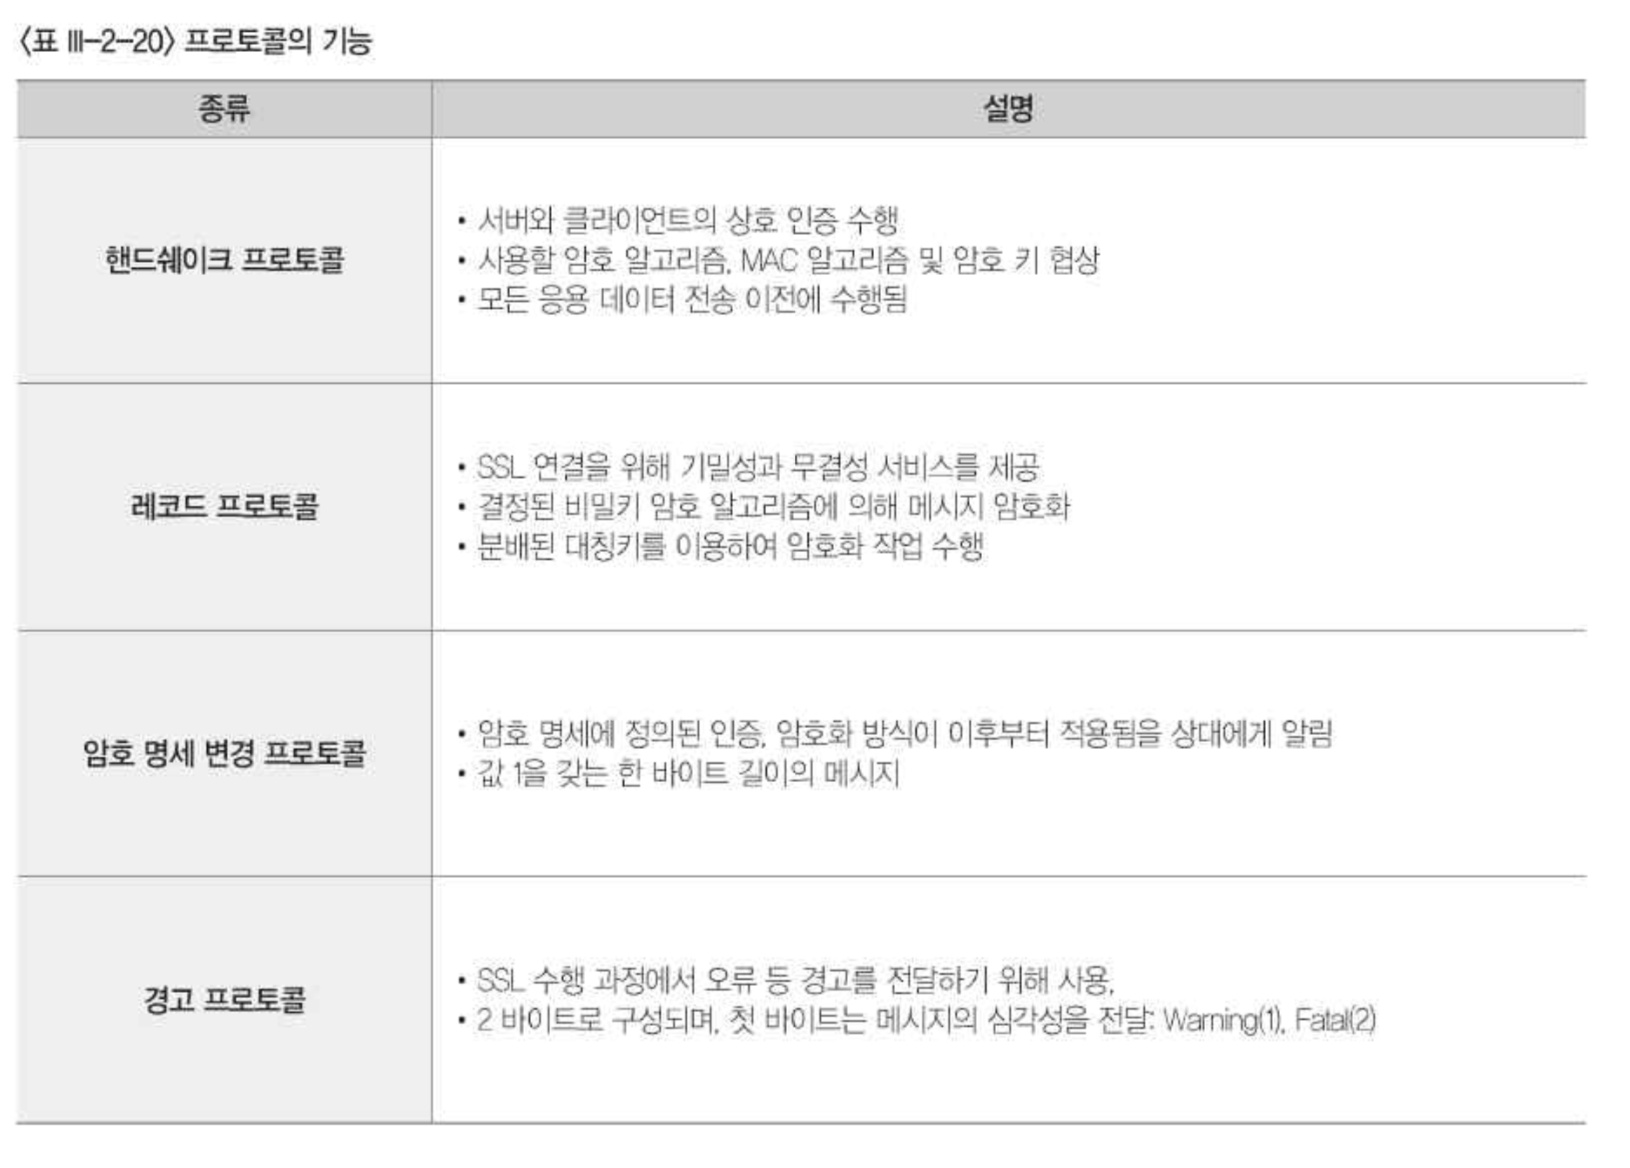 〈표 Ⅲ-2-20〉 프로토콜의 기능
종류
설명
핸드쉐이크 프로토콜
• 서버와 클라이언트의 상호 인증 수행
• 사용할 암호 알고리즘, MAC 알고리즘 및 암호 키 협상
• 모든 응용 데이터 전송 이전에 수행됨
레코드 프로토콜
• SSL 연결을 위해 기밀성과 무결성 서비스를 제공
• 결정된 비밀키 암호 알고리즘에 의해 메시지 암호화
• 분배된 대칭키를 이용하여 암호화 작업 수행
암호 명세 변경 프로토콜
• 암호 명세에 정의된 인증, 암호화 방식이 이후부터 적용됨을 상대에게 알림
• 값 1을 갖는 한 바이트 길이의 메시지
경고 프로토콜
• SSL 수행 과정에서 오류 등 경고를 전달하기 위해 사용,
• 2 바이트로 구성되며, 첫 바이트는 메시지의 심각성을 전달: Warning(1), Fatal(2)